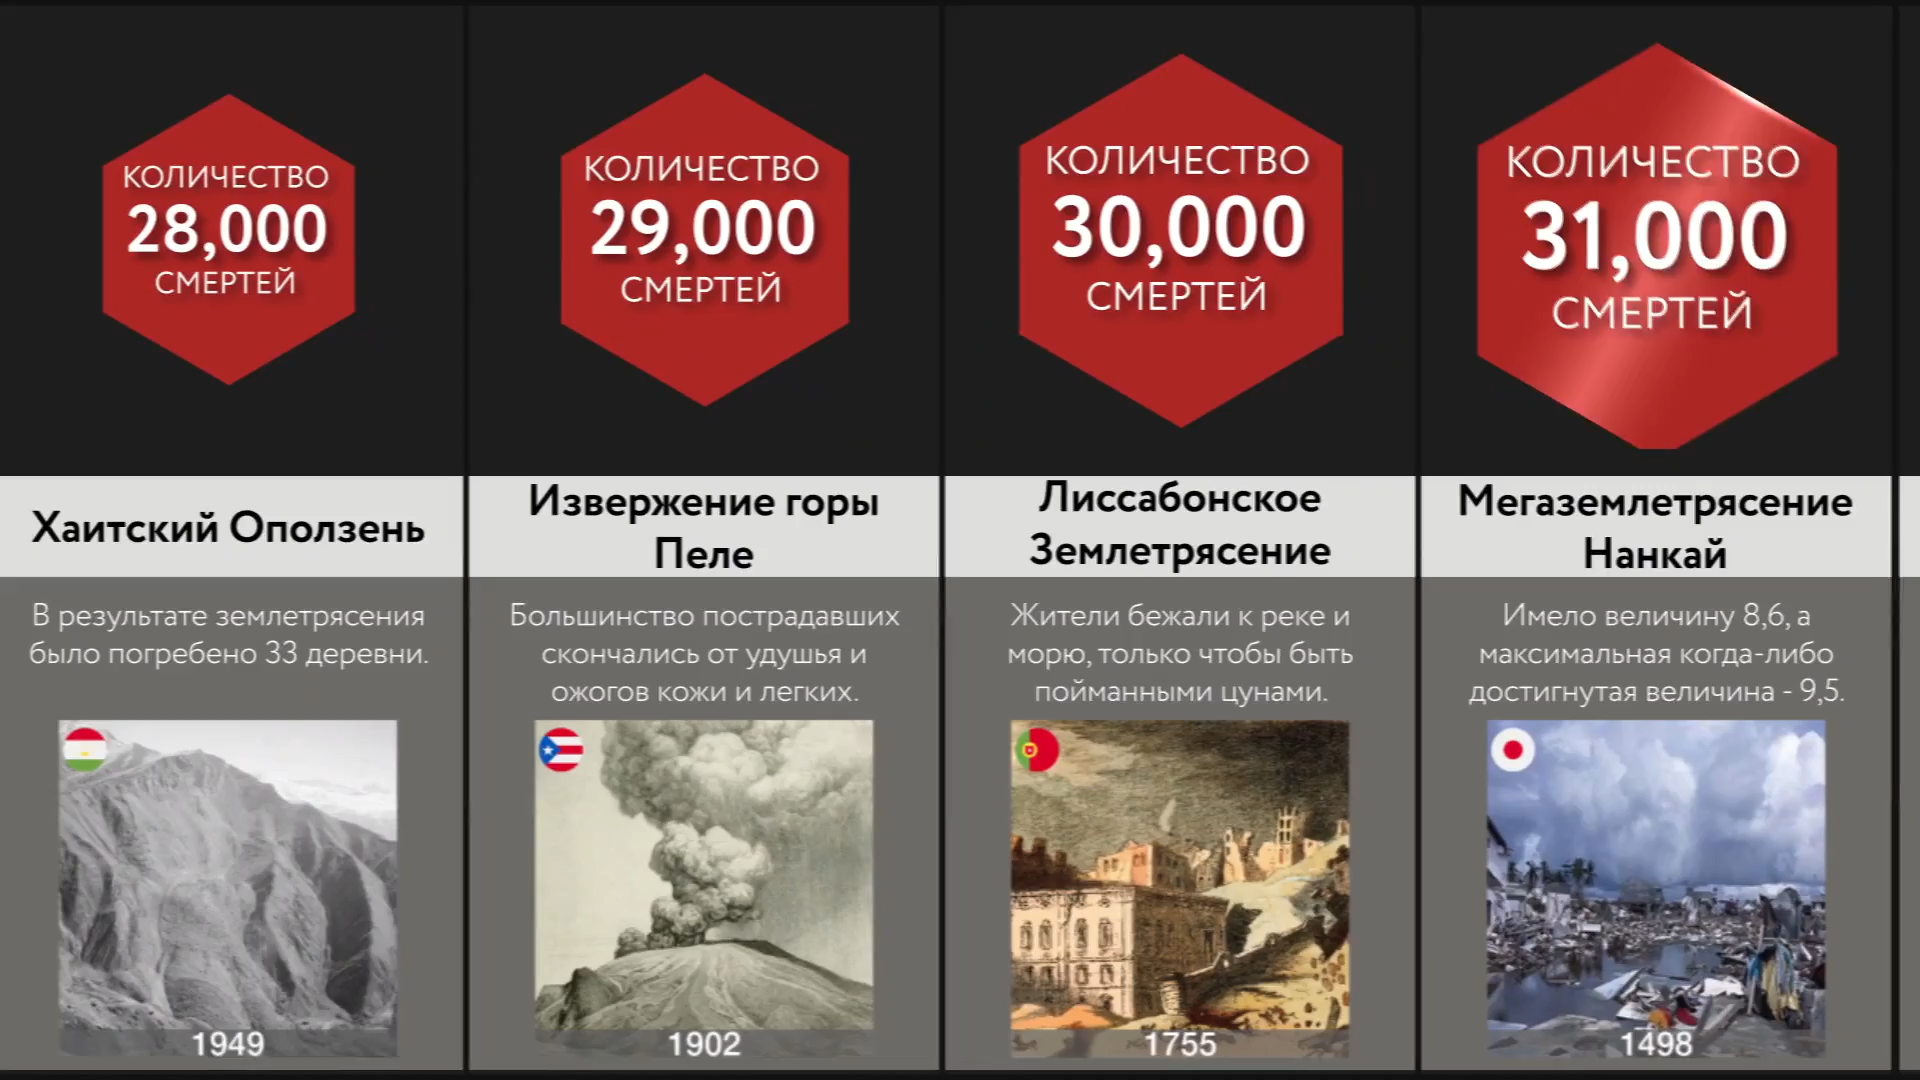 КОЛИЧЕСТВО
28,000
СМЕРТЕЙ
Хаитский Оползень
В результате землетрясения
было погребено 33 деревни.
1949
КОЛИЧЕСТВО
29,000
СМЕРТЕЙ
Извержение горы
Пеле
Большинство пострадавших
скончались от удушья и
ожогов кожи и легких.
1902
КОЛИЧЕСТВО
30,000
СМЕРТЕЙ
Лиссабонское
Землетрясение
Жители бежали к реке и
морю, только чтобы быть
пойманными цунами.
1755
КОЛИЧЕСТВО
31,000
СМЕРТЕЙ
Мегаземлетрясение
Нанкай
Имело величину 8,6, а
максимальная когда-либо
достигнутая величина - 9,5.
1498